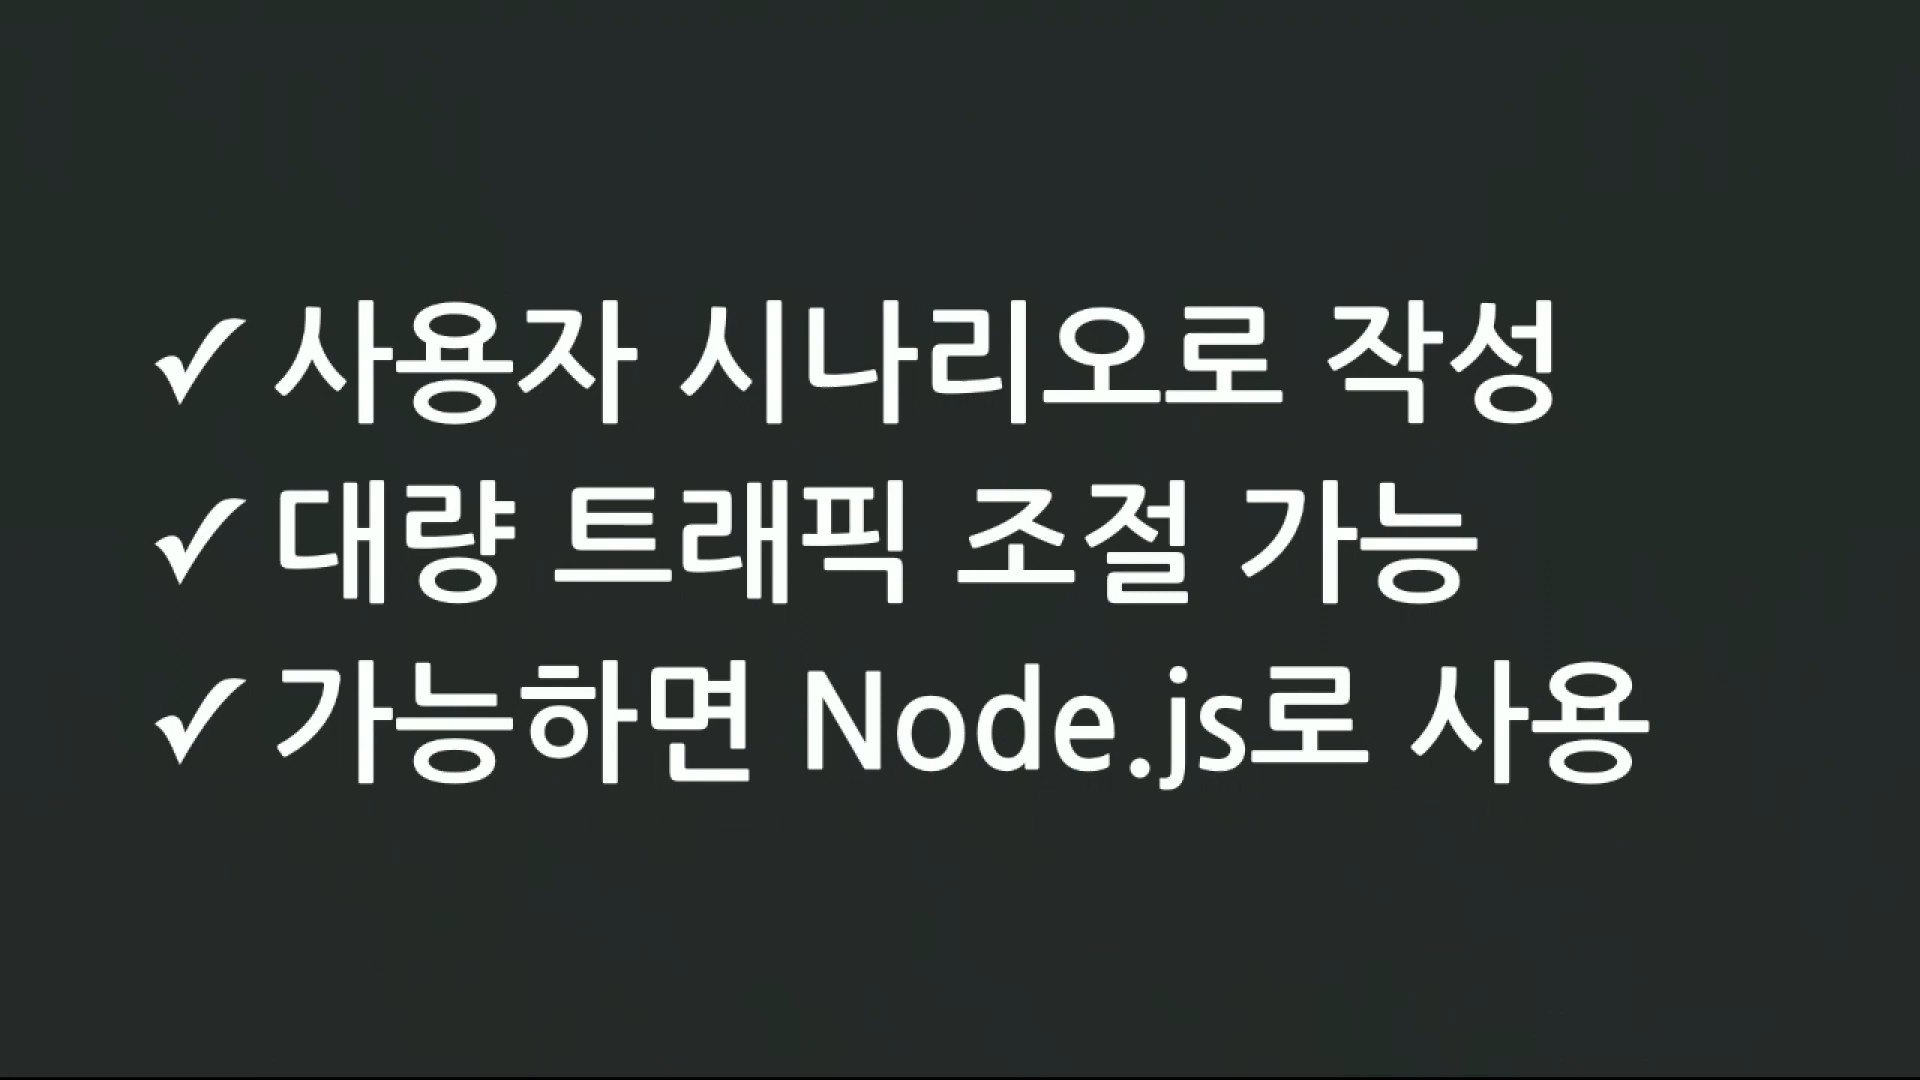 ✓ 사용자 시나리오로 작성
✓ 대량 트래픽 조절 가능
✓ 가능하면 Node.js로 사용